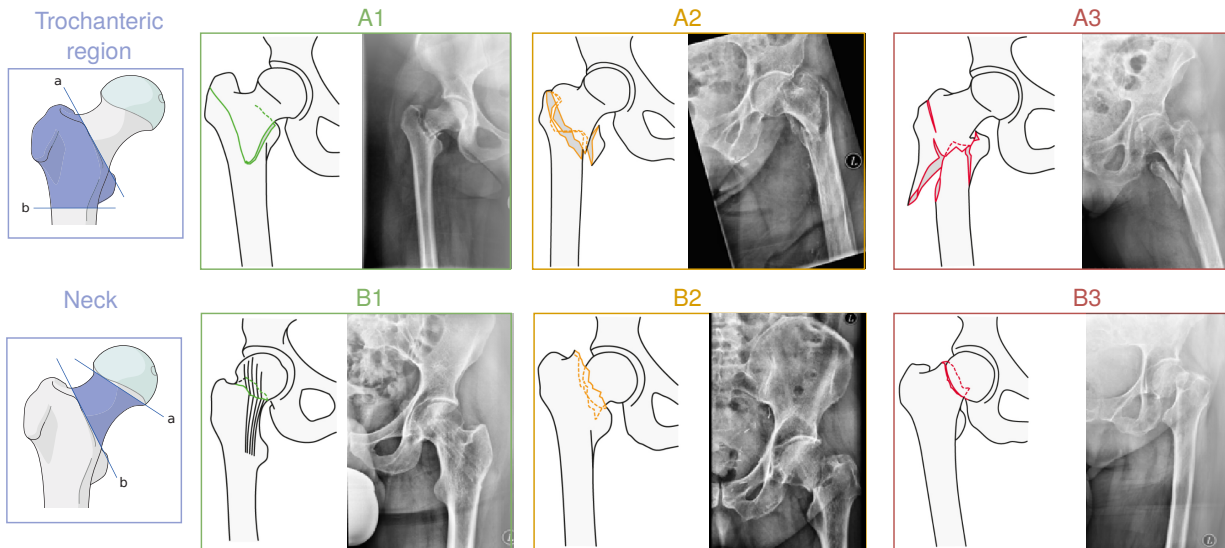 Trochanteric
region
A1
A2
A3
a
b
l.
Neck
B1
B2
B3
a
b
l.
l.
l.